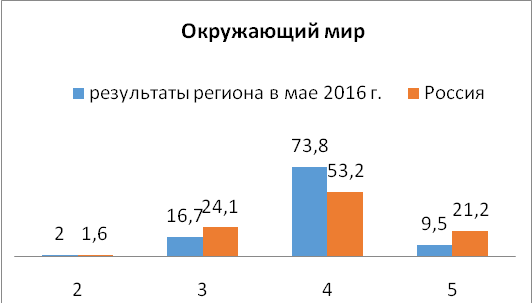 Окружающий мир
результаты региона в мае 2016 г. Россия
73,8
53,2
16,7 24,1
2 1,6
9,5 21,2
2 3 4 5